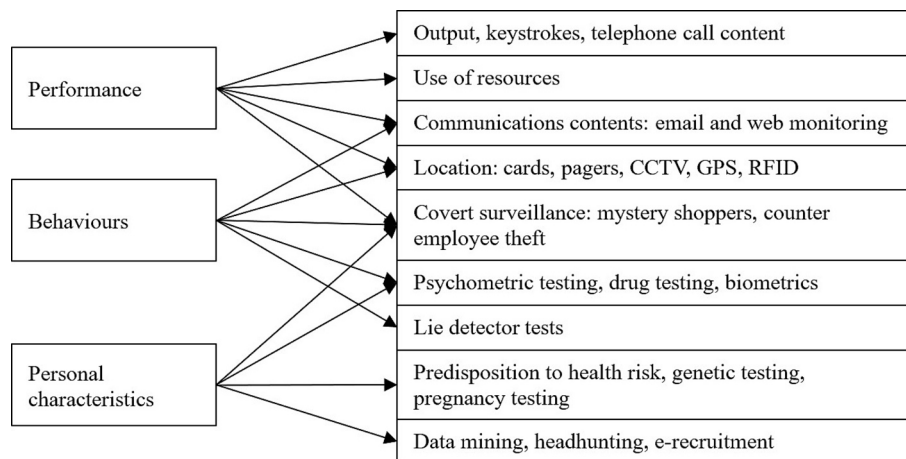 Performance
Behaviours
Personal
characteristics
Output, keystrokes, telephone call content
Use of resources
Communications contents: email and web monitoring
Location: cards, pagers, CCTV, GPS, RFID
Covert surveillance: mystery shoppers, counter
employee theft
Psychometric testing, drug testing, biometrics
Lie detector tests
Predisposition to health risk, genetic testing,
pregnancy testing
Data mining, headhunting, e-recruitment